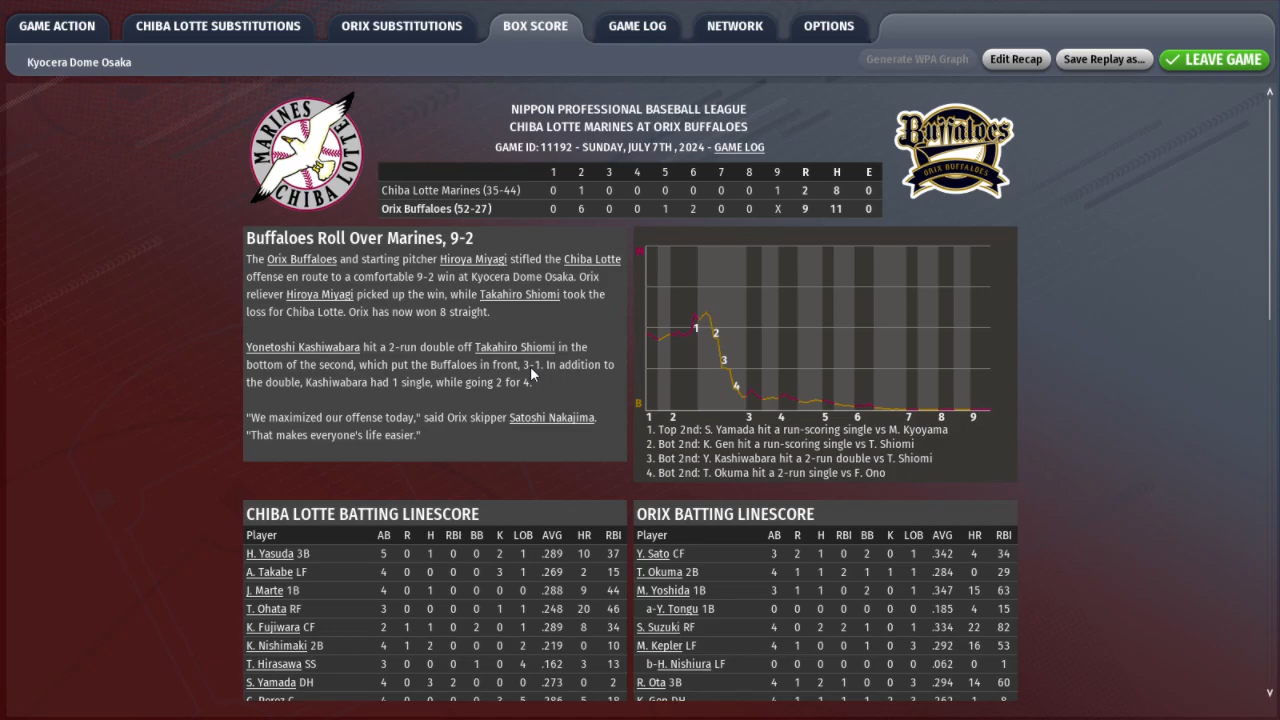 GAME ACTION
CHIBA LOTTE SUBSTITUTIONS
ORIX SUBSTITUTIONS
BOX SCORE
GAME LOG
NETWORK
OPTIONS
Kyocera Dome Osaka
Generate WPA Graph
Edit Recap
Save Replay as...
LEAVE GAME
MARINES
CHIBA LOTTE
NIPPON PROFESSIONAL BASEBALL LEAGUE
CHIBA LOTTE MARINES AT ORIX BUFFALOES
GAME ID: 11192 - SUNDAY, JULY 7TH , 2024 - GAME LOG
Buffaloes
ORIX BUFFALOES
1 2 3 4 5 6 7 8 9 R H E
Chiba Lotte Marines (35-44) 0 1 0 0 0 0 0 0 1 2 8 0
Orix Buffaloes (52-27) 0 6 0 0 1 2 0 0 X 9 11 0
Buffaloes Roll Over Marines, 9-2
The Orix Buffaloes and starting pitcher Hiroya Miyagi stifled the Chiba Lotte
offense en route to a comfortable 9-2 win at Kyocera Dome Osaka. Orix
reliever Hiroya Miyagi picked up the win, while Takahiro Shiomi took the
loss for Chiba Lotte. Orix has now won 8 straight.
Yonetoshi Kashiwabara hit a 2-run double off Takahiro Shiomi in the
bottom of the second, which put the Buffaloes in front, 3-1. In addition to
the double, Kashiwabara had 1 single, while going 2 for 4.
"We maximized our offense today," said Orix skipper Satoshi Nakajima.
"That makes everyone's life easier."
B
1
2
3
4
1 2 3 4 5 6 7 8 9
1. Top 2nd: S. Yamada hit a run-scoring single vs M. Kyoyama
2. Bot 2nd: K. Gen hit a run-scoring single vs T. Shiomi
3. Bot 2nd: Y. Kashiwabara hit a 2-run double vs T. Shiomi
4. Bot 2nd: T. Okuma hit a 2-run single vs F. Ono
CHIBA LOTTE BATTING LINESCORE
Player AB R H RBI BB K LOB AVG HR RBI
H. Yasuda 3B 5 0 1 0 0 2 1 .289 10 37
A. Takabe LF 4 0 0 0 0 3 1 .269 2 15
J. Marte 1B 4 0 1 0 0 0 0 .288 9 44
T. Ohata RF 3 0 0 0 0 1 1 .248 20 46
K. Fujiwara CF 2 1 1 0 2 0 1 .289 8 34
K. Nishimaki 2B 4 1 2 0 0 0 2 .219 0 10
T. Hirasawa SS 3 0 0 0 1 0 4 .162 3 13
S. Yamada DH 4 0 3 2 0 0 0 .273 0 2
ORIX BATTING LINESCORE
Player AB R H RBI BB K LOB AVG HR RBI
Y. Sato CF 3 2 1 0 2 0 1 .342 4 34
T. Okuma 2B 4 1 1 2 1 1 1 .284 0 29
M. Yoshida 1B 3 1 1 0 2 0 1 .347 15 63
a-Y. Tongu 1B 0 0 0 0 0 0 0 .185 4 15
S. Suzuki RF 4 0 2 2 1 0 1 .334 22 82
M. Kepler LF 4 1 0 0 1 0 3 .292 16 53
b-H. Nishiura LF 0 0 0 0 0 0 0 .062 0 1
R. Ota 3B 4 1 2 1 0 0 3 .294 14 60